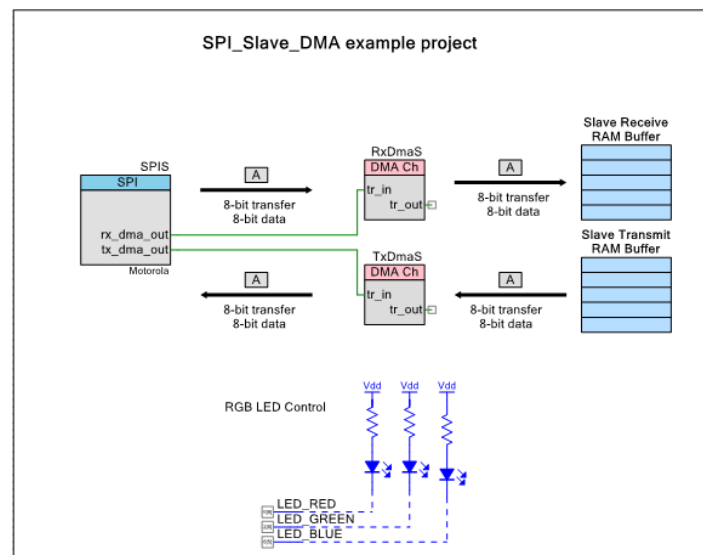 SPI_Slave_DMA example project
Slave Receive
RAM Buffer
SPIS
SPI
rx_dma_out
tx_dma_out
Motorola
A
8-bit transfer
8-bit data
RxDmaS
DMA Ch
tr_in
tr_out
A
8-bit transfer
8-bit data
Slave Transmit
RAM Buffer
A
8-bit transfer
8-bit data
TxDmaS
DMA Ch
tr_in
tr_out
A
8-bit transfer
8-bit data
RGB LED Control
Vdd
Vdd
Vdd
LED_RED
LED_GREEN
LED_BLUE